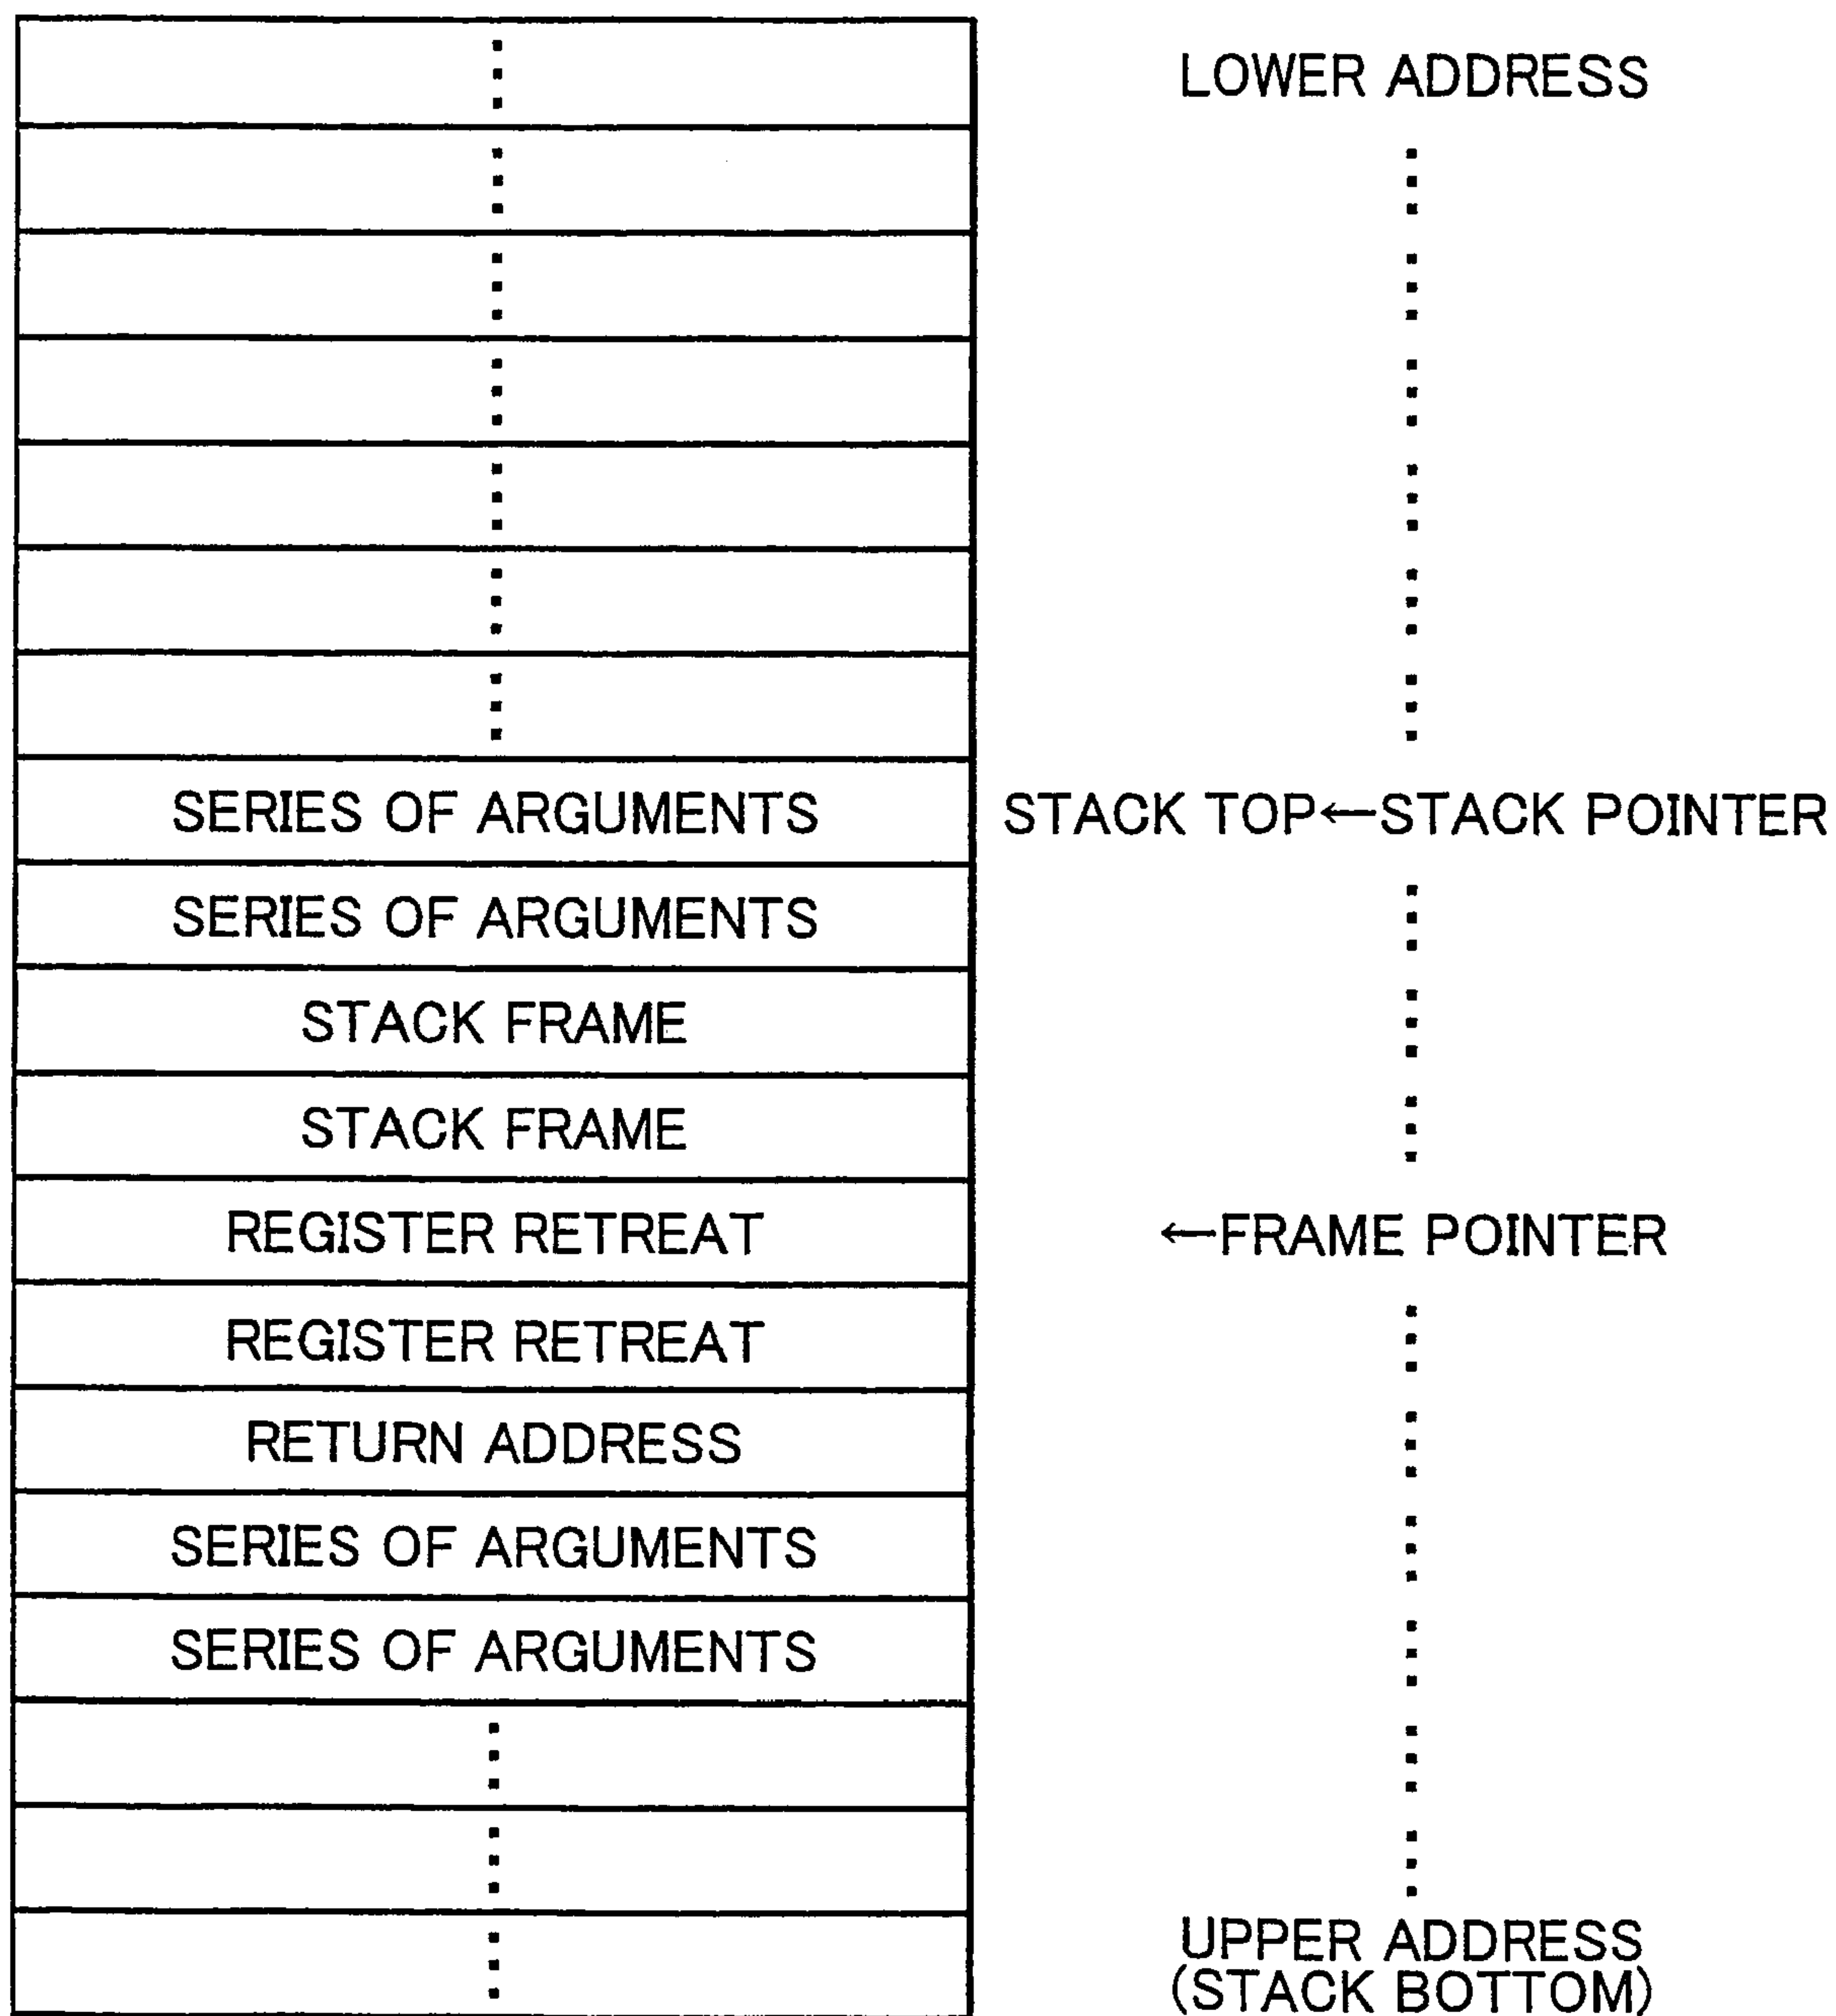 LOWER ADDRESS
SERIES OF ARGUMENTS STACK TOP←STACK POINTER
SERIES OF ARGUMENTS
STACK FRAME
STACK FRAME
REGISTER RETREAT ←FRAME POINTER
REGISTER RETREAT
RETURN ADDRESS
SERIES OF ARGUMENTS
SERIES OF ARGUMENTS
UPPER ADDRESS
(STACK BOTTOM)